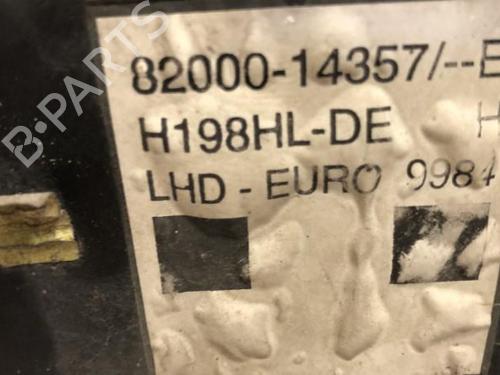 82000-14357/--E
H198HL-DE H
LHD - EURO 9984
B-PARTS